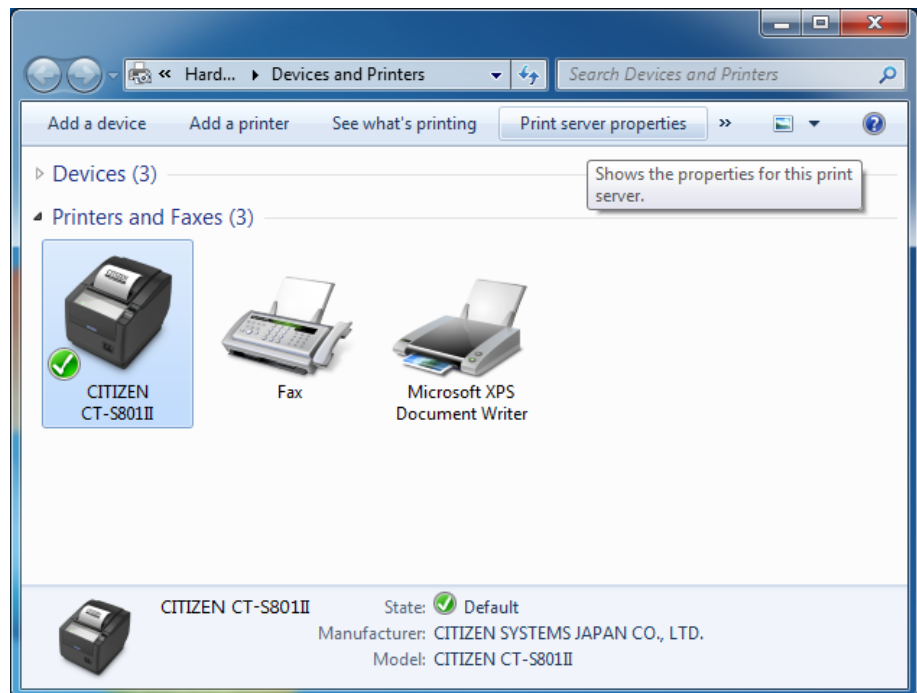 « Hard... ▸ Devices and Printers
Search Devices and Printers
Add a device Add a printer See what's printing Print server properties »
Devices (3)
Shows the properties for this print
server.
Printers and Faxes (3)
CITIZEN
CT-S801II
Fax
Microsoft XPS
Document Writer
CITIZEN CT-S801II State: Default
Manufacturer: CITIZEN SYSTEMS JAPAN CO., LTD.
Model: CITIZEN CT-S801II